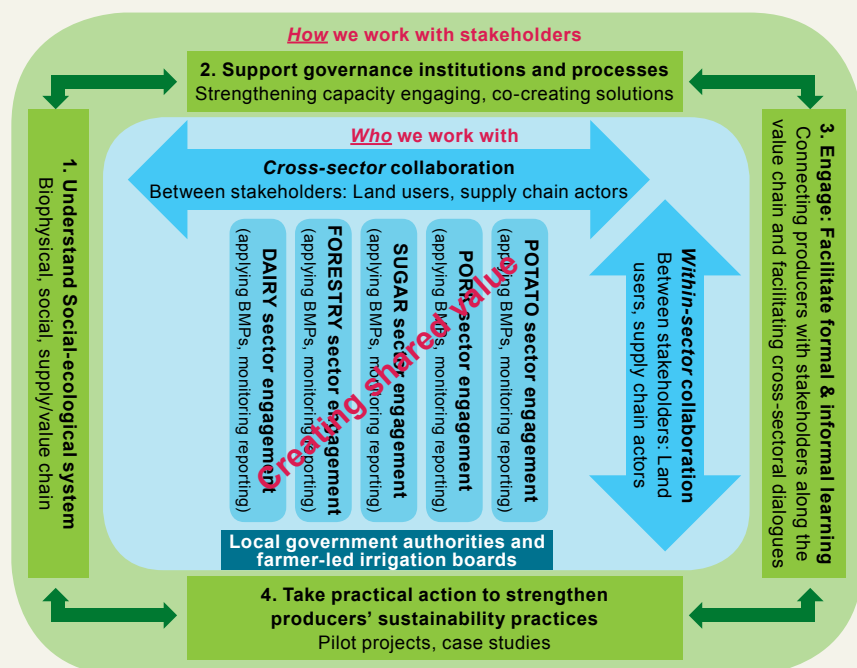 How we work with stakeholders
2. Support governance institutions and processes
Strengthening capacity engaging, co-creating solutions
1. Understand Social-ecological system
Biophysical, social, supply/value chain
Who we work with
Cross-sector collaboration
Between stakeholders: Land users, supply chain actors
DAIRY sector engagement
(applying BMPs, monitoring reporting)
FORESTRY sector engagement
(applying BMPs, monitoring reporting)
SUGAR sector engagement
(applying BMPs, monitoring reporting)
PORK sector engagement
(applying BMPs, monitoring reporting)
POTATO sector engagement
(applying BMPs, monitoring reporting)
Creating shared value
Within-sector collaboration
Between stakeholders: Land
users, supply chain actors
3. Engage: Facilitate formal & informal learning
Connecting producers with stakeholders along the
value chain and facilitating cross-sectoral dialogues
Local government authorities and
farmer-led irrigation boards
4. Take practical action to strengthen
producers’ sustainability practices
Pilot projects, case studies